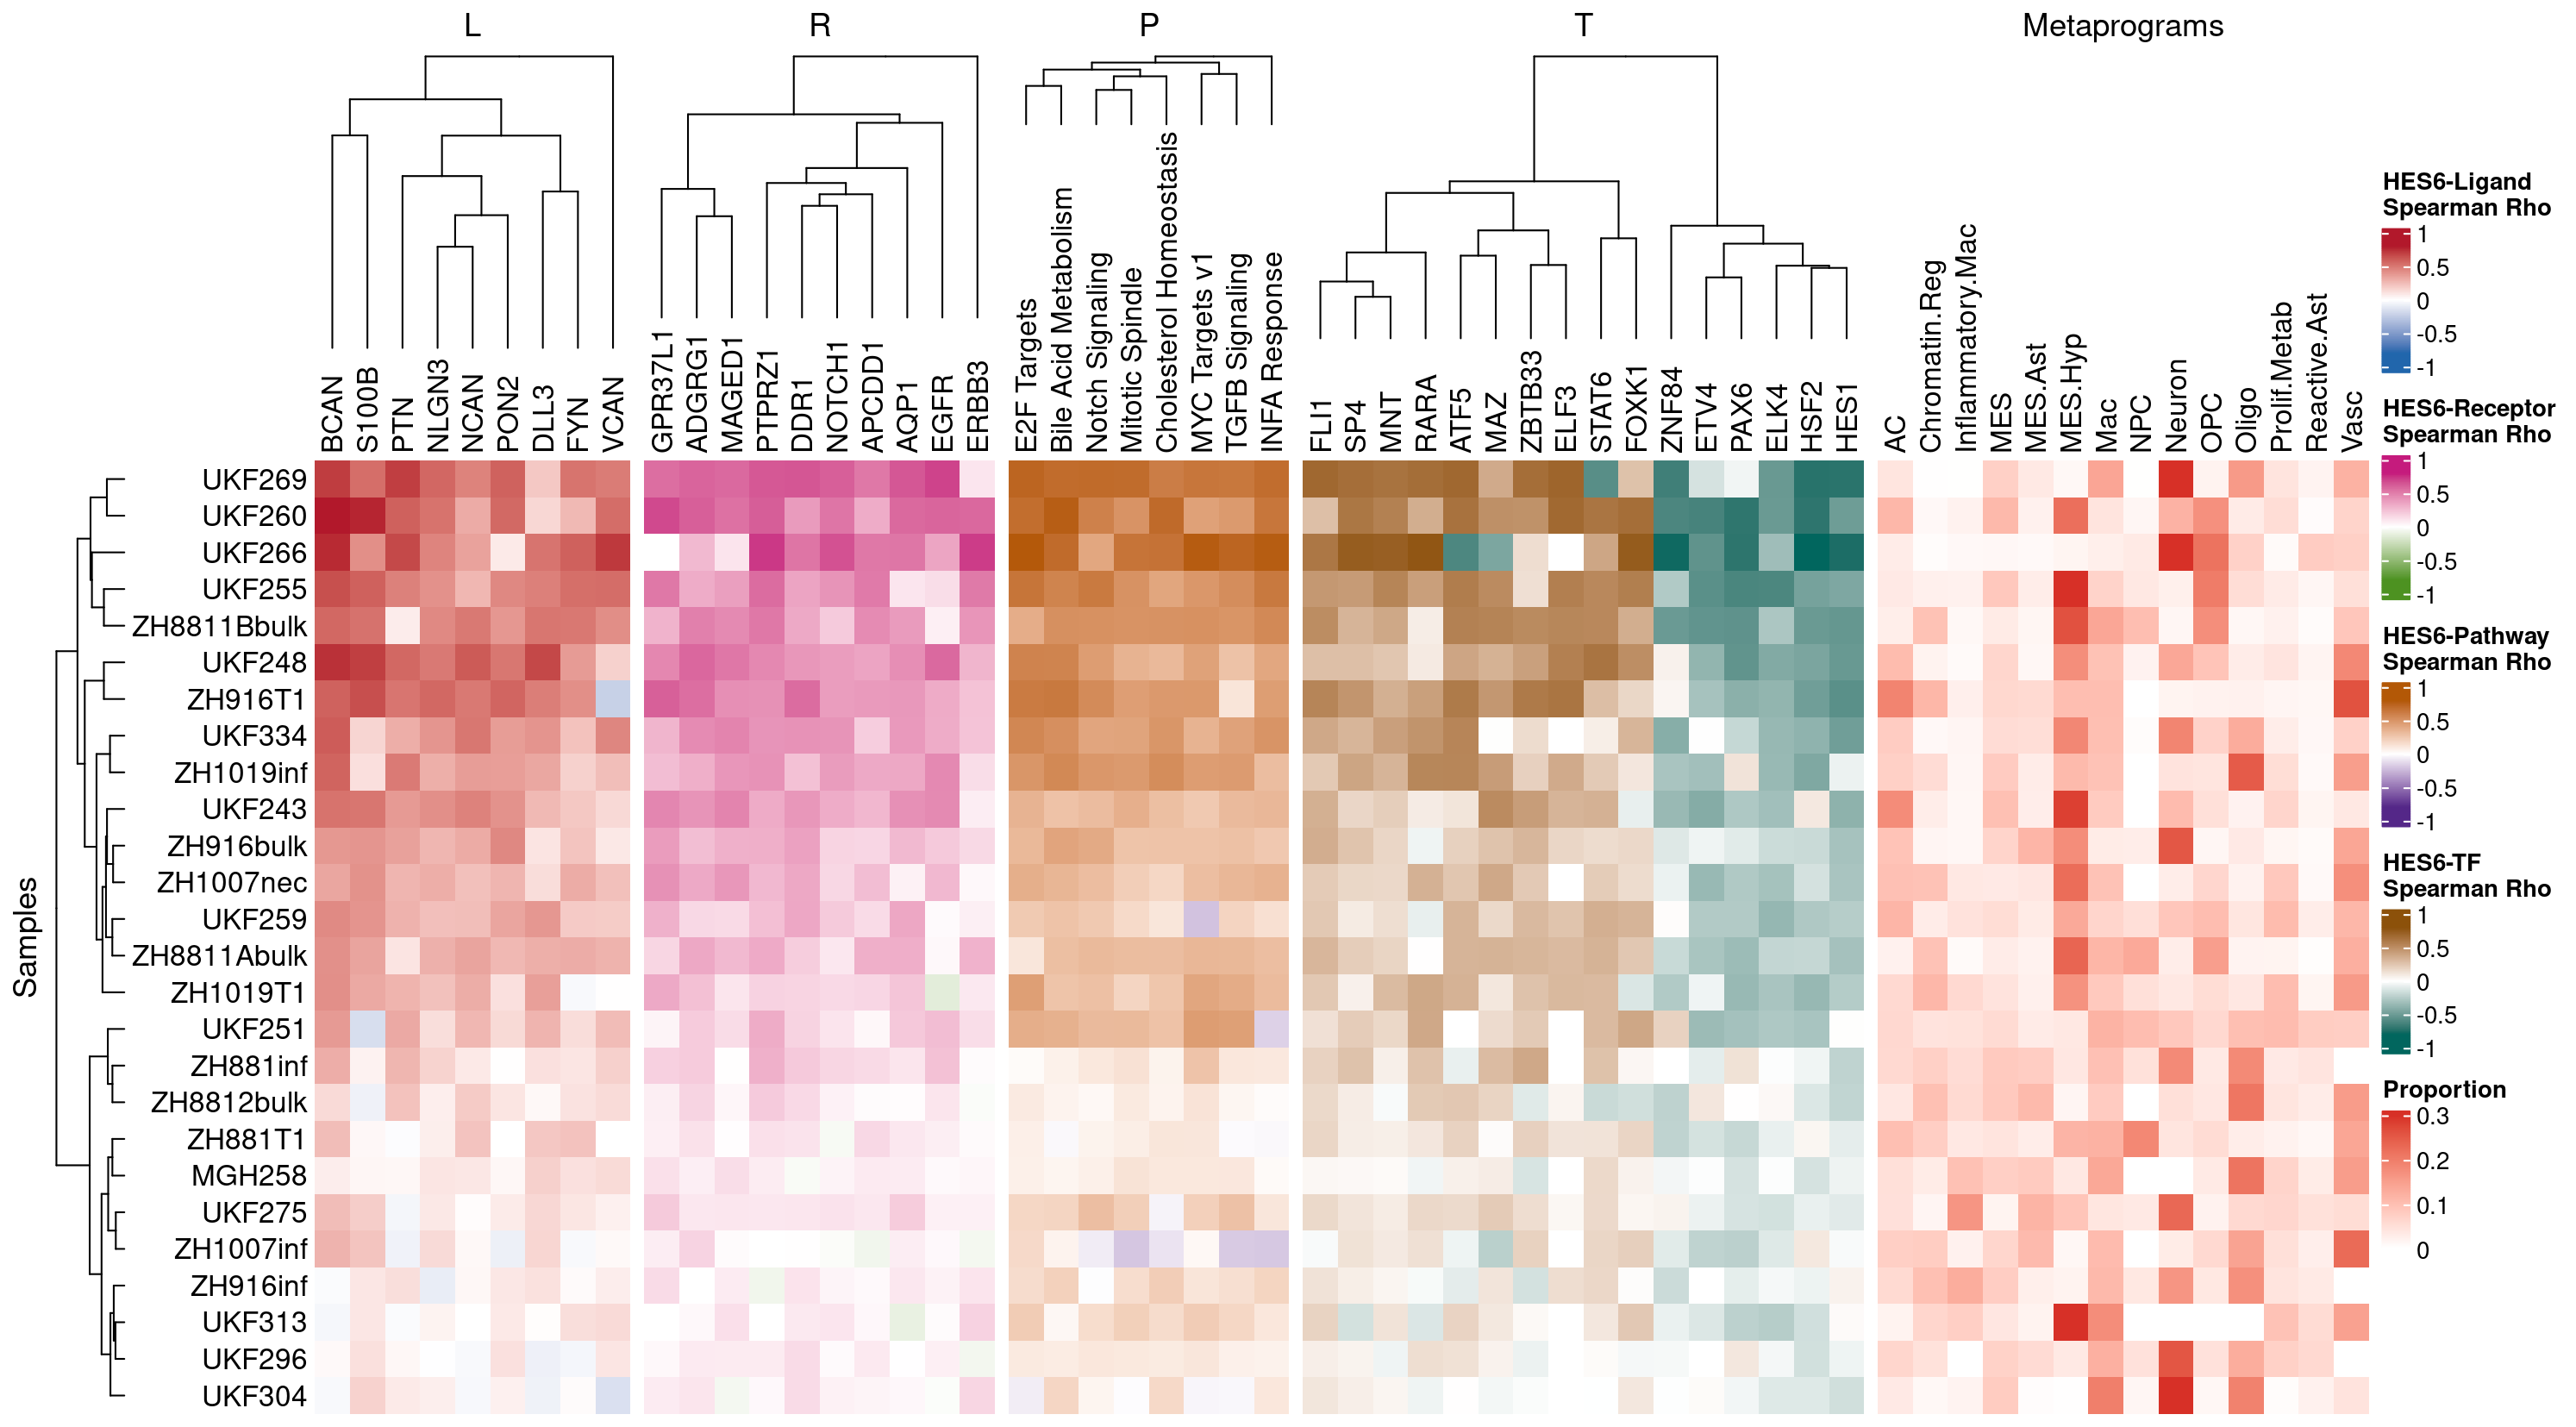 L
R
P
T
Metaprograms
BCAN
S100B
PTN
NLGN3
NCAN
PON2
DLL3
FYN
VCAN
GPR37L1
ADGRG1
MAGED1
PTPRZ1
DDR1
NOTCH1
APCDD1
AQP1
EGFR
ERBB3
E2F Targets
Bile Acid Metabolism
Notch Signaling
Mitotic Spindle
Cholesterol Homeostasis
MYC Targets v1
TGFB Signaling
INFA Response
FLI1
SP4
MNT
RARA
ATF5
MAZ
ZBTB33
ELF3
STAT6
FOXK1
ZNF84
ETV4
PAX6
ELK4
HSF2
HES1
AC
Chromatin.Reg
Inflammatory.Mac
MES
MES.Ast
MES.Hyp
Mac
NPC
Neuron
OPC
Oligo
Prolif.Metab
Reactive.Ast
Vasc
Samples
UKF269
UKF260
UKF266
UKF255
ZH8811Bbulk
UKF248
ZH916T1
UKF334
ZH1019inf
UKF243
ZH916bulk
ZH1007nec
UKF259
ZH8811Abulk
ZH1019T1
UKF251
ZH881inf
ZH8812bulk
ZH881T1
MGH258
UKF275
ZH1007inf
ZH916inf
UKF313
UKF296
UKF304
HES6-Ligand
Spearman Rho
1
0.5
0
-0.5
-1
HES6-Receptor
Spearman Rho
1
0.5
0
-0.5
-1
HES6-Pathway
Spearman Rho
1
0.5
0
-0.5
-1
HES6-TF
Spearman Rho
1
0.5
0
-0.5
-1
Proportion
0.3
0.2
0.1
0